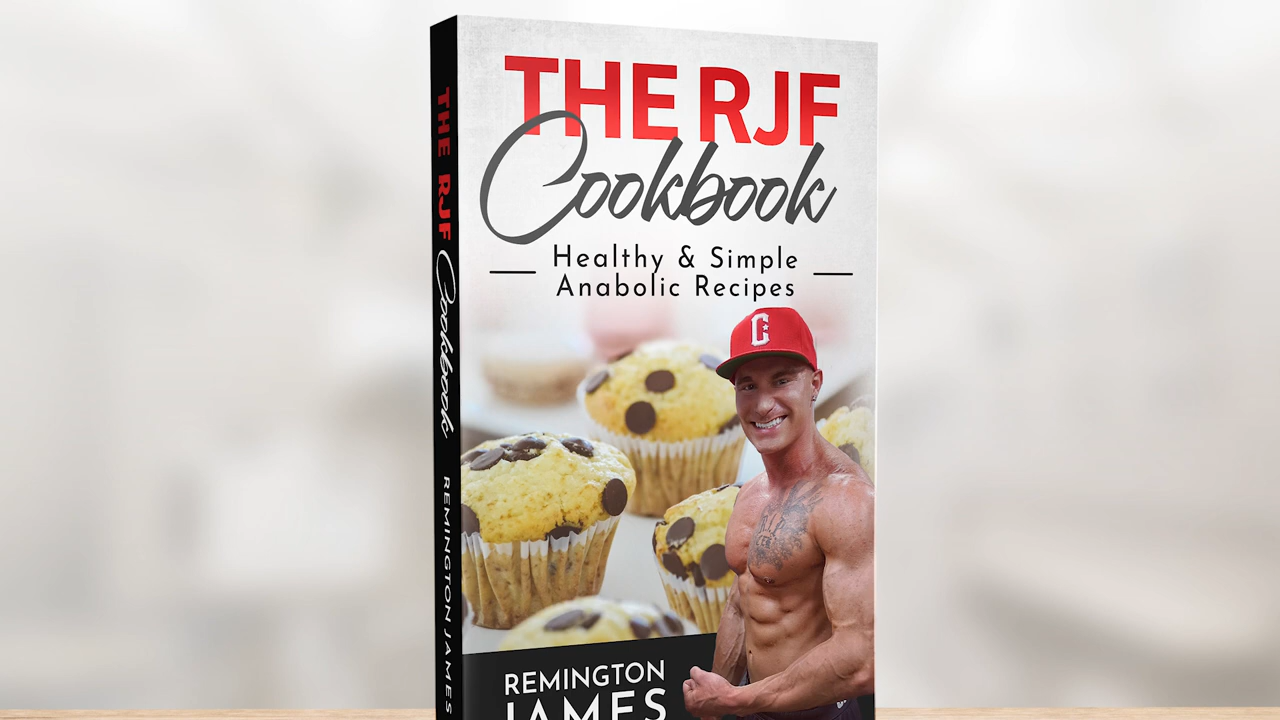 THE RJF
Cookbook
Healthy & Simple
Anabolic Recipes
C
REMINGTON
JAMES
THE RJF Cookbook REMINGTON JAMES